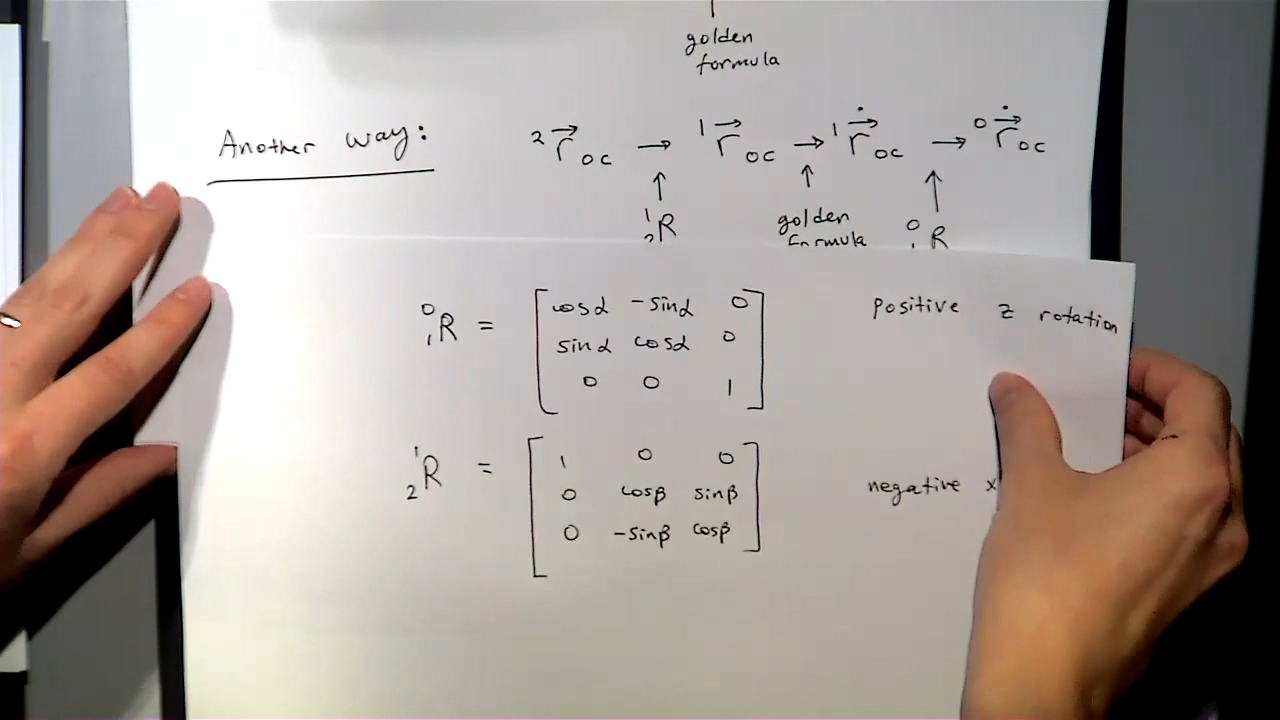 golden
formula
Another way: ²r⃗ OC → ¹r⃗ OC → ¹ṙ⃗ OC → ⁰ṙ⃗ OC
↑ ↑ ↑
¹₂R golden formula ⁰₁R
⁰₁R = [ cosα -sinα 0 positive z rotation
sinα cosα 0
0 0 1 ]
¹₂R = [ 1 0 0
0 cosβ sinβ negative x
0 -sinβ cosβ ]